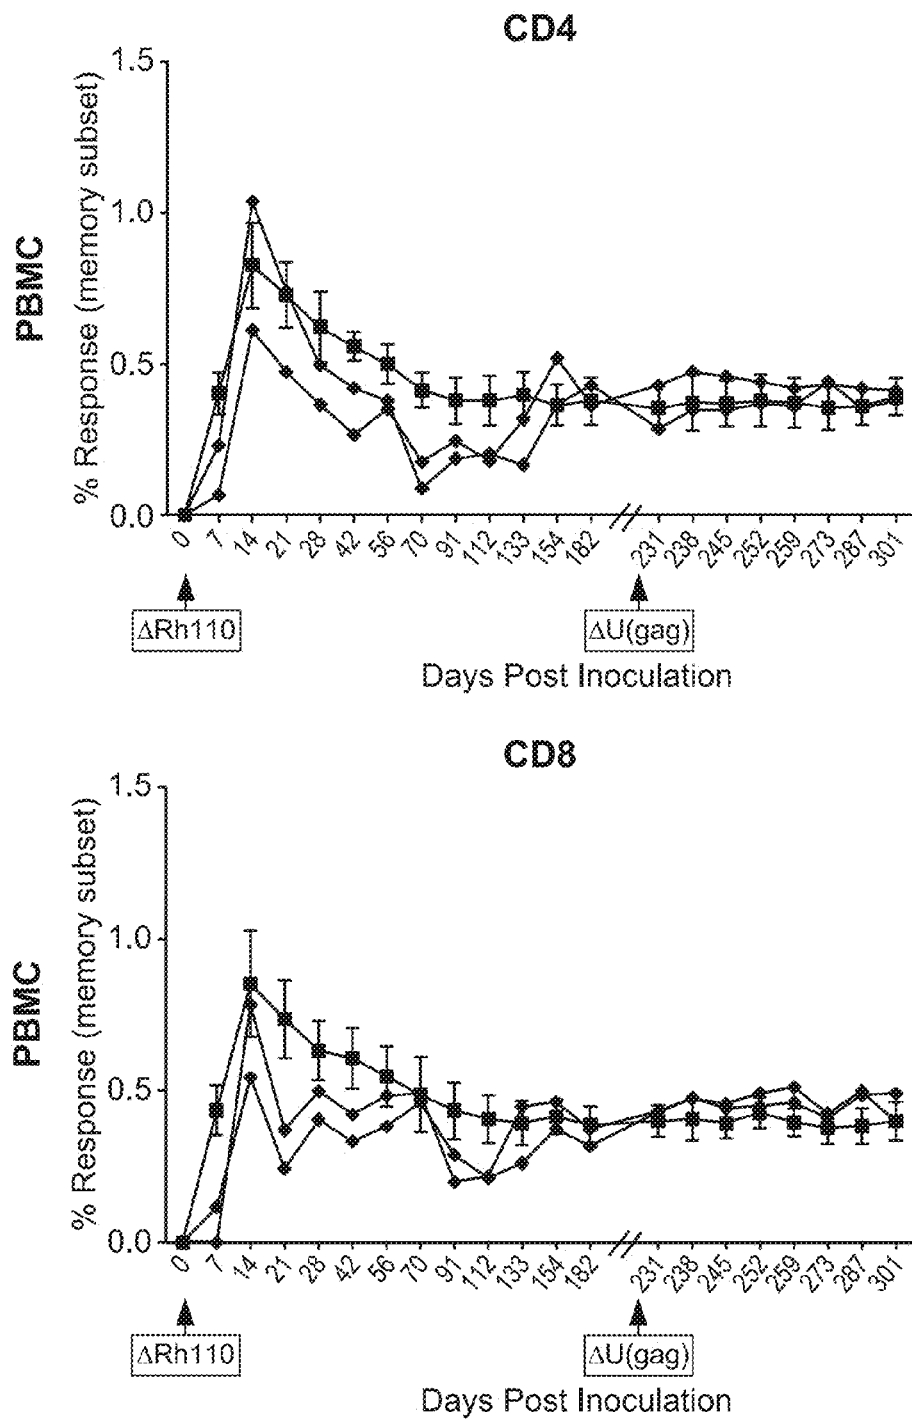 CD4
PBMC
% Response (memory subset)
1.5
1.0
0.5
0.0
0 7 14 21 28 42 56 70 91 112 133 154 182 231 238 245 252 259 273 287 301
ΔRh110 ΔU(gag)
Days Post Inoculation
CD8
PBMC
% Response (memory subset)
1.5
1.0
0.5
0.0
0 7 14 21 28 42 56 70 91 112 133 154 182 231 238 245 252 259 273 287 301
ΔRh110 ΔU(gag)
Days Post Inoculation